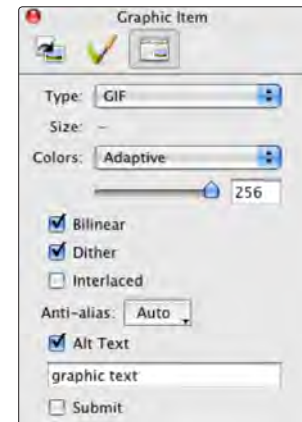 Graphic Item
Type: GIF
Size: –
Colors: Adaptive
256
Bilinear
Dither
Interlaced
Anti-alias: Auto
Alt Text
graphic text
Submit